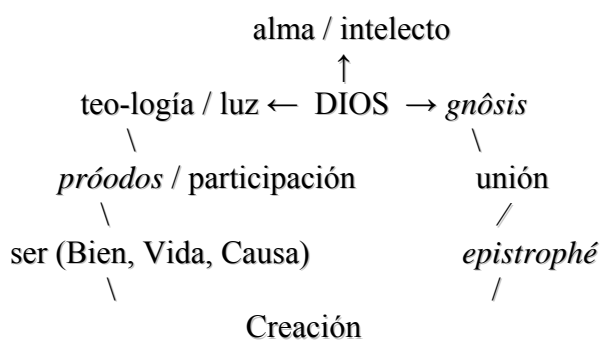 alma / intelecto
↑
teo-logía / luz ← DIOS → gnôsis
\ \
próodos / participación unión
\ /
ser (Bien, Vida, Causa) epistrophé
\ /
Creación